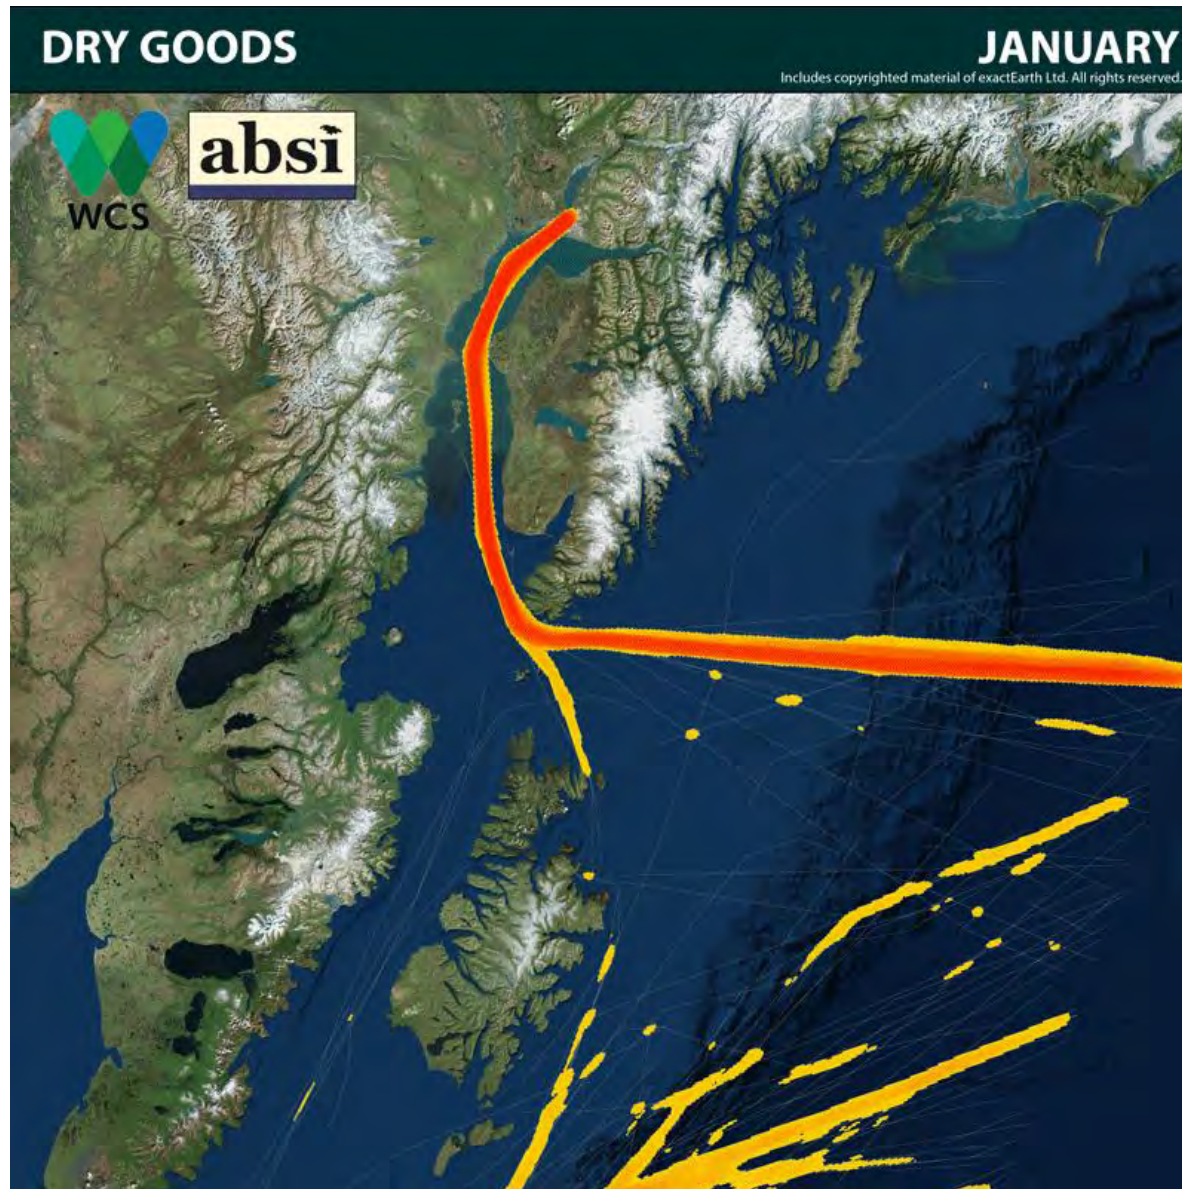 DRY GOODS
JANUARY
Includes copyrighted material of exactEarth Ltd. All rights reserved.
WCS
absi